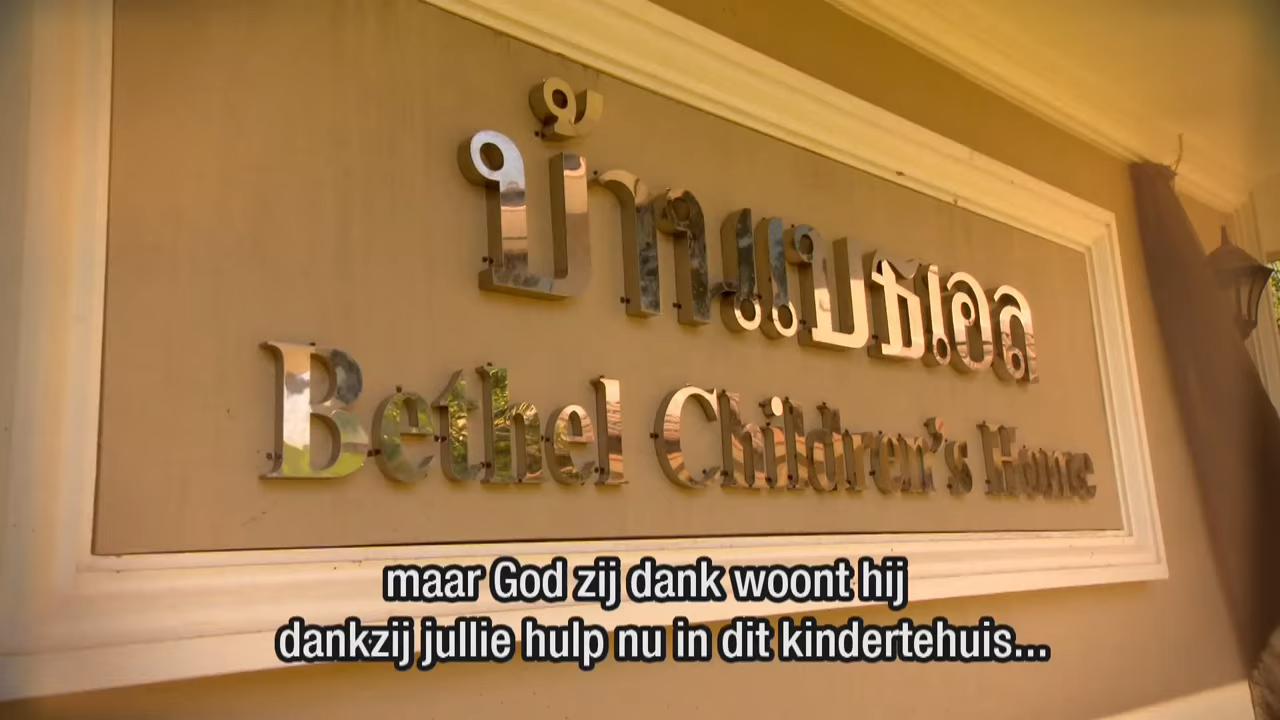 บ้านเบธเอล
Bethel Children's Home
maar God zij dank woont hij
dankzij jullie hulp nu in dit kindertehuis...